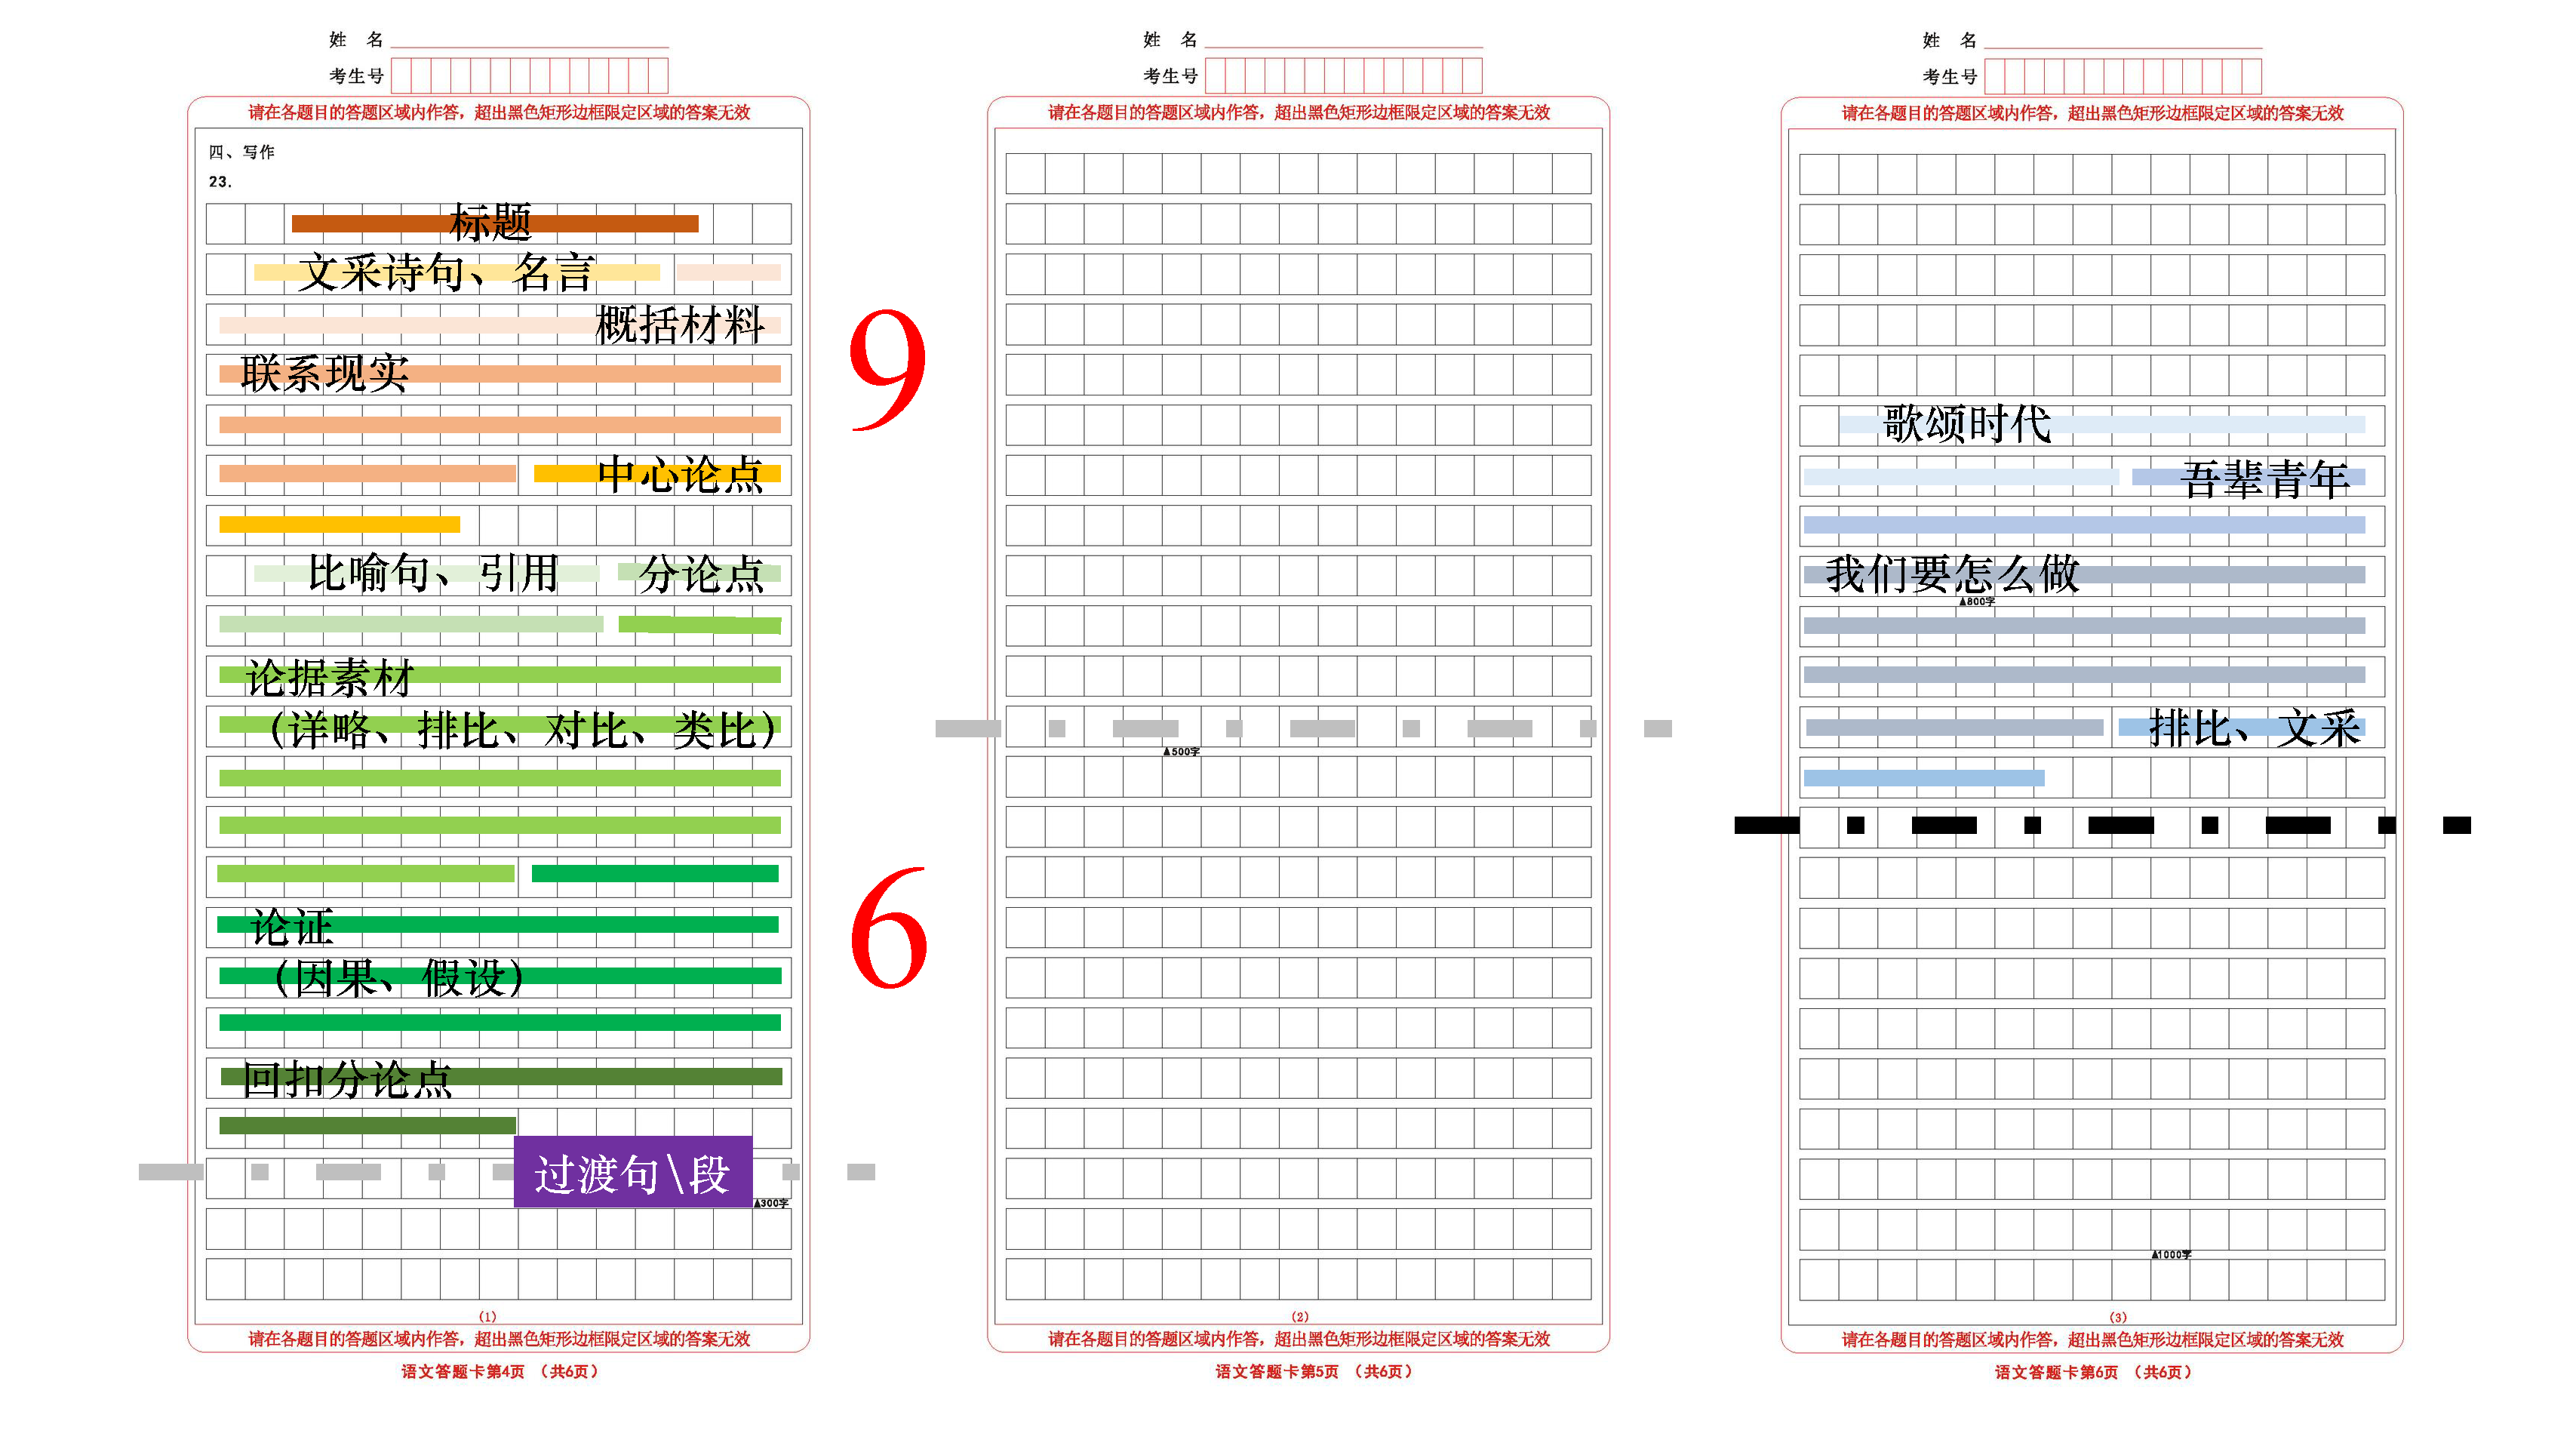 姓 名
考生号
请在各题目的答题区域内作答，超出黑色矩形边框限定区域的答案无效
四、写作
23.
标题
文采诗句、名言
概括材料
联系现实
中心论点
比喻句、引用 分论点
论据素材
（详略、排比、对比、类比）
论证
（因果、假设）
回扣分论点
过渡句\段
▲300字
(1)
请在各题目的答题区域内作答，超出黑色矩形边框限定区域的答案无效
语文答题卡第4页 （共6页）
9
6
姓 名
考生号
请在各题目的答题区域内作答，超出黑色矩形边框限定区域的答案无效
▲500字
(2)
请在各题目的答题区域内作答，超出黑色矩形边框限定区域的答案无效
语文答题卡第5页 （共6页）
姓 名
考生号
请在各题目的答题区域内作答，超出黑色矩形边框限定区域的答案无效
歌颂时代
吾辈青年
我们要怎么做
▲800字
排比、文采
▲1000字
(3)
请在各题目的答题区域内作答，超出黑色矩形边框限定区域的答案无效
语文答题卡第6页 （共6页）